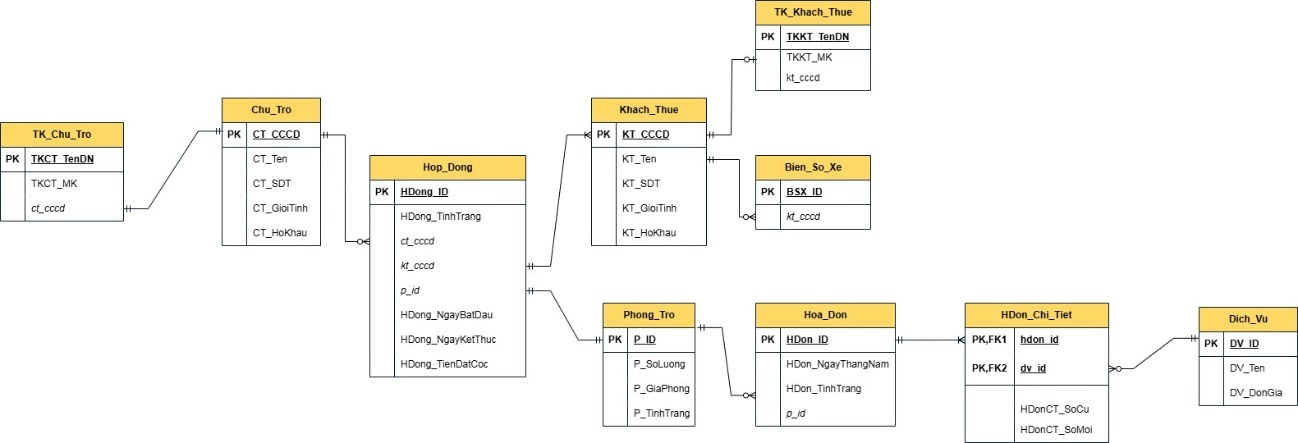 TK_Chu_Tro
PK TKCT_TenDN
TKCT_MK
ct_cccd
Chu_Tro
PK CT_CCCD
CT_Ten
CT_SDT
CT_GioiTinh
CT_HoKhau
Hop_Dong
PK HDong_ID
HDong_TinhTrang
ct_cccd
kt_cccd
p_id
HDong_NgayBatDau
HDong_NgayKetThuc
HDong_TienDatCoc
Khach_Thue
PK KT_CCCD
KT_Ten
KT_SDT
KT_GioiTinh
KT_HoKhau
TK_Khach_Thue
PK TKKT_TenDN
TKKT_MK
kt_cccd
Bien_So_Xe
PK BSX_ID
kt_cccd
Phong_Tro
PK P_ID
P_SoLuong
P_GiaPhong
P_TinhTrang
Hoa_Don
PK HDon_ID
HDon_NgayThangNam
HDon_TinhTrang
p_id
HDon_Chi_Tiet
PK,FK1 hdon_id
PK,FK2 dv_id
HDonCT_SoCu
HDonCT_SoMoi
Dich_Vu
PK DV_ID
DV_Ten
DV_DonGia